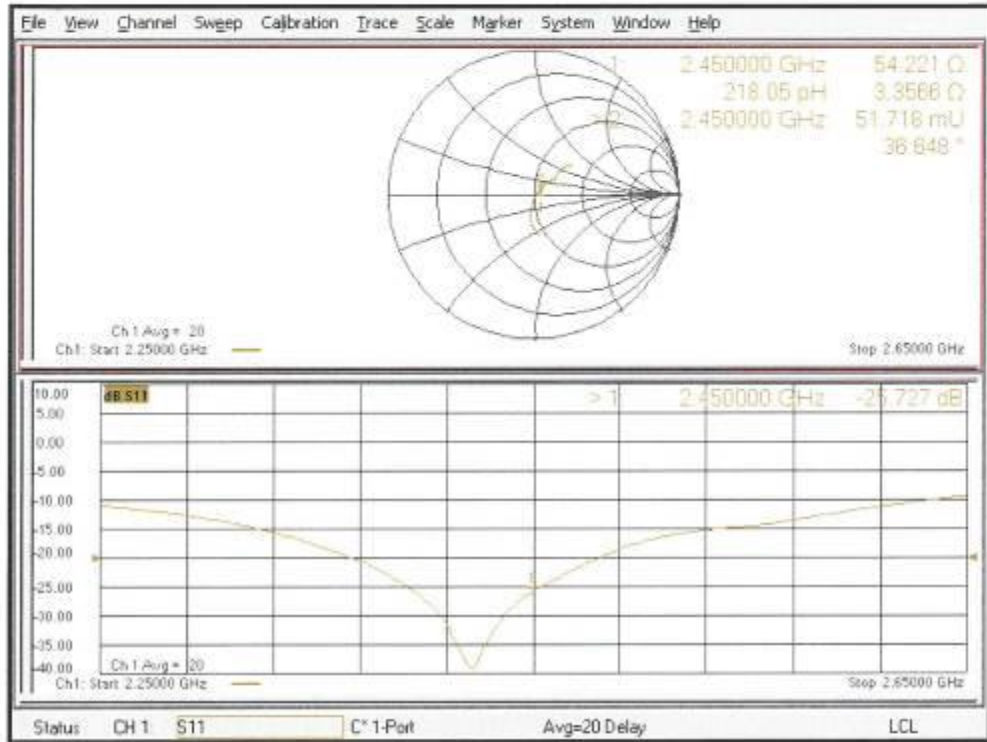 File View Channel Sweep Calibration Trace Scale Marker System Window Help
1: 2.450000 GHz 54.221 Ω
218.05 pH 3.3566 Ω
>2: 2.450000 GHz 51.718 mU
36.648 °
Ch 1 Avg = 20
Ch1: Start 2.25000 GHz
Stop 2.65000 GHz
10.00 dB S11
> 1: 2.450000 GHz -25.727 dB
5.00
0.00
-5.00
-10.00
-15.00
-20.00
-25.00
-30.00
-35.00
-40.00
Ch 1 Avg = 20
Ch1: Start 2.25000 GHz
Stop 2.65000 GHz
Status CH 1: S11 C* 1-Port Avg=20 Delay LCL